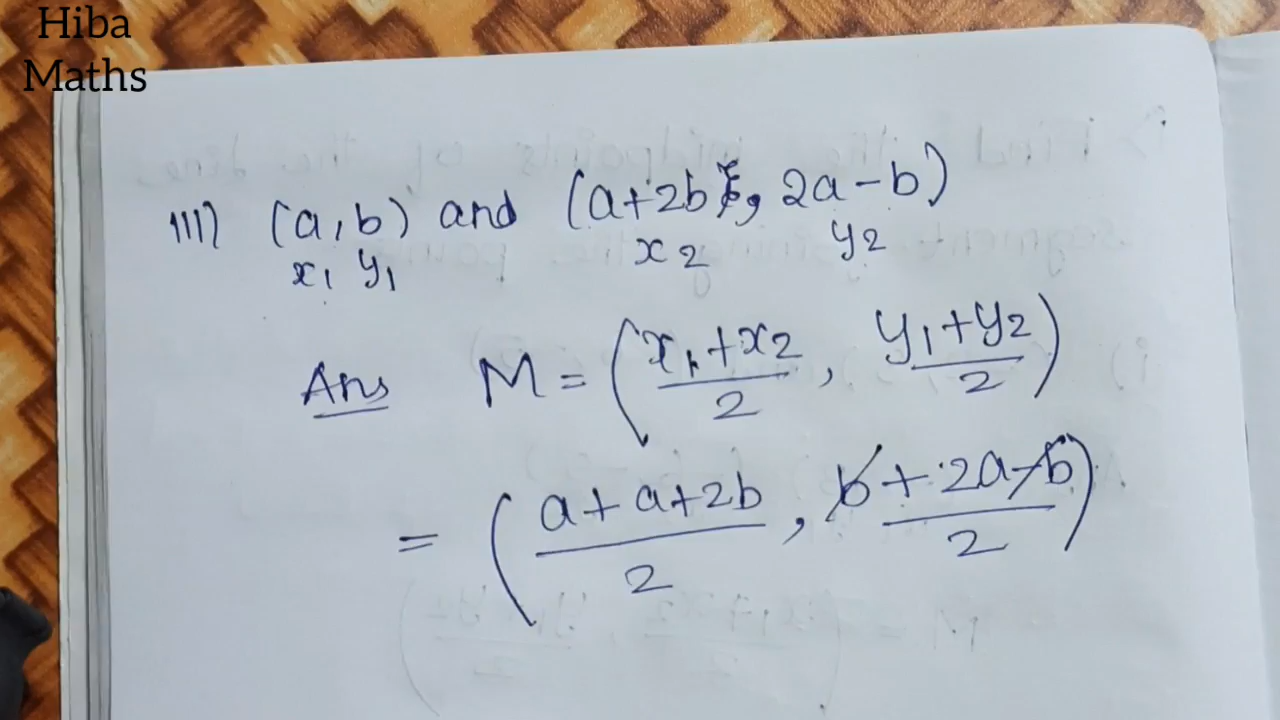 Hiba
Maths
iii) (a, b) and (a+2b, 2a-b)
x₁ y₁ x₂ y₂
Ans M = (x₁+x₂/2, y₁+y₂/2)
= (a+a+2b/2, b+2a-b/2)